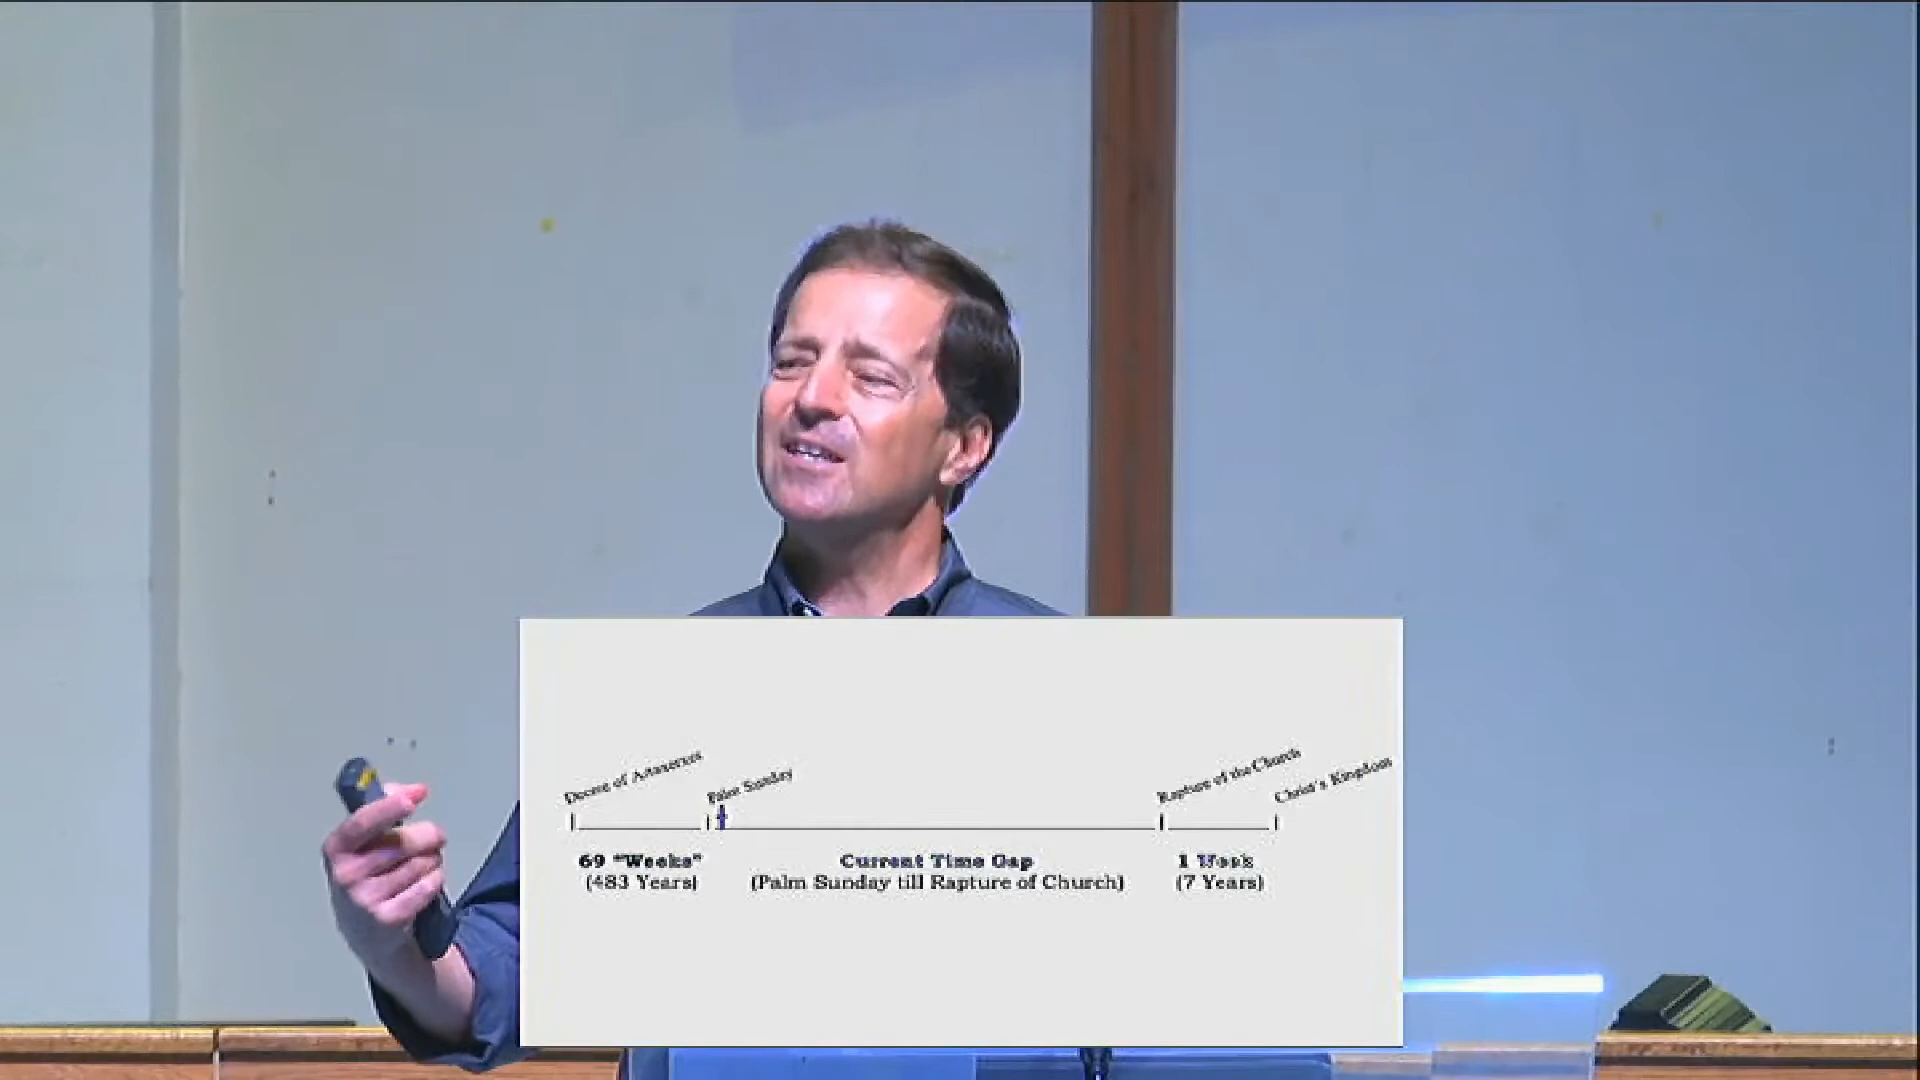 Decree of Artaxerxes
Palm Sunday
Rapture of the Church
Christ's Kingdom
69 "Weeks"
(483 Years)
Current Time Gap
(Palm Sunday till Rapture of Church)
1 Week
(7 Years)